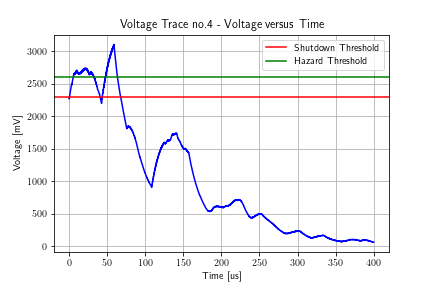 Voltage Trace no.4 - Voltage versus Time
Shutdown Threshold
Hazard Threshold
3000
2500
2000
1500
1000
500
0
Voltage [mV]
0 50 100 150 200 250 300 350 400
Time [us]